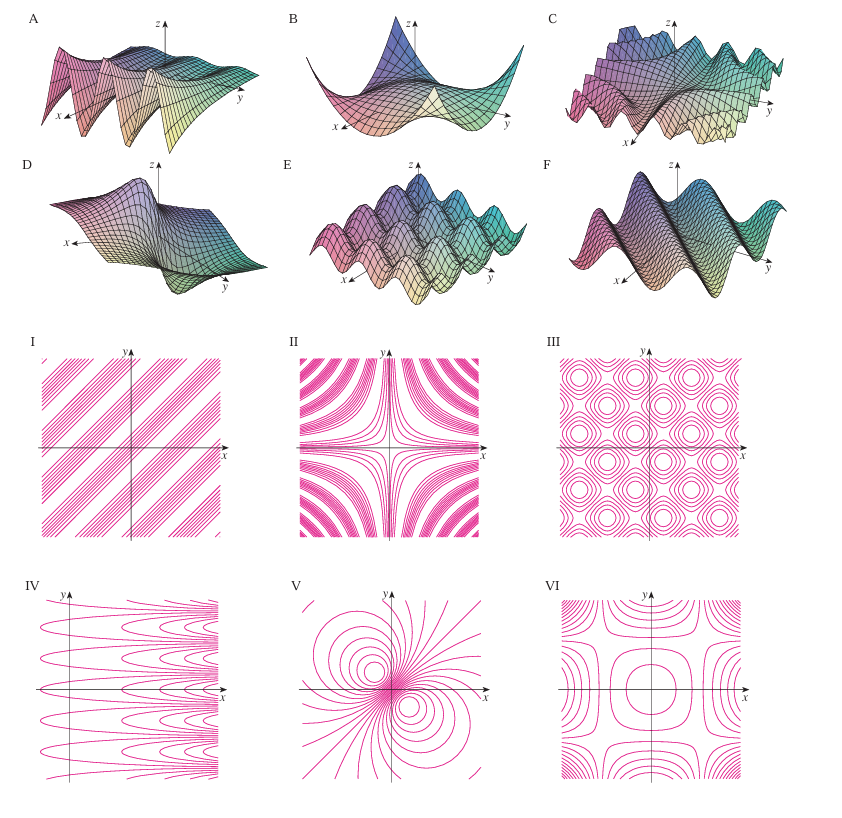 A B C
z z z
x y x y x y
D E F
z z z
x y x y x y
I II III
y y y
x x x
IV V VI
y y y
x x x